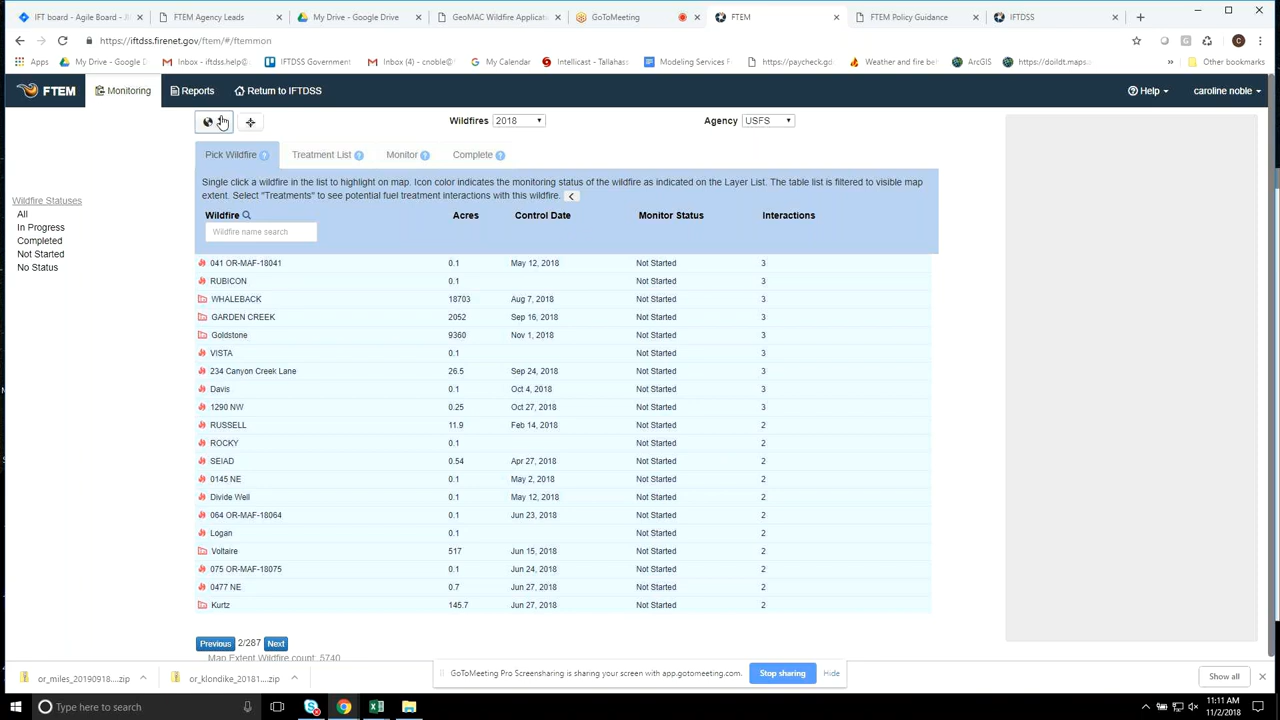 IFT board - Agile Board - Ji
FTEM Agency Leads
My Drive - Google Drive
GeoMAC Wildfire Applicat
GoToMeeting
FTEM
FTEM Policy Guidance
IFTDSS
https://iftdss.firenet.gov/ftem/#/ftemmon
Apps
My Drive - Google D
Inbox - iftdss.help@
IFTDSS Government
Inbox (4) - cnoble@
My Calendar
Intellicast - Tallahass
Modeling Services F
https://paycheck.gd
Weather and fire be
ArcGIS
https://doildt.maps.
Other bookmarks
FTEM
Monitoring
Reports
Return to IFTDSS
Help
caroline noble
Wildfires 2018
Agency USFS
Pick Wildfire
Treatment List
Monitor
Complete
Single click a wildfire in the list to highlight on map. Icon color indicates the monitoring status of the wildfire as indicated on the Layer List. The table list is filtered to visible map
extent. Select "Treatments" to see potential fuel treatment interactions with this wildfire.
Wildfire Statuses
All
In Progress
Completed
Not Started
No Status
Wildfire Acres Control Date Monitor Status Interactions
Wildfire name search
041 OR-MAF-18041 0.1 May 12, 2018 Not Started 3
RUBICON 0.1 Not Started 3
WHALEBACK 18703 Aug 7, 2018 Not Started 3
GARDEN CREEK 2052 Sep 16, 2018 Not Started 3
Goldstone 9360 Nov 1, 2018 Not Started 3
VISTA 0.1 Not Started 3
234 Canyon Creek Lane 26.5 Sep 24, 2018 Not Started 3
Davis 0.1 Oct 4, 2018 Not Started 3
1290 NW 0.25 Oct 27, 2018 Not Started 3
RUSSELL 11.9 Feb 14, 2018 Not Started 2
ROCKY 0.1 Not Started 2
SEIAD 0.54 Apr 27, 2018 Not Started 2
0145 NE 0.1 May 2, 2018 Not Started 2
Divide Well 0.1 May 12, 2018 Not Started 2
064 OR-MAF-18064 0.1 Jun 23, 2018 Not Started 2
Logan 0.1 Not Started 2
Voltaire 517 Jun 15, 2018 Not Started 2
075 OR-MAF-18075 0.1 Jun 24, 2018 Not Started 2
0477 NE 0.7 Jun 27, 2018 Not Started 2
Kurtz 145.7 Jun 27, 2018 Not Started 2
Previous 2/287 Next
Map Extent Wildfire count: 5740
or_klondike_20181....zip
GoToMeeting Pro Screensharing is sharing your screen with app.gotomeeting.com.
Stop sharing
Hide
Show all
Type here to search
11:11 AM
11/2/2018